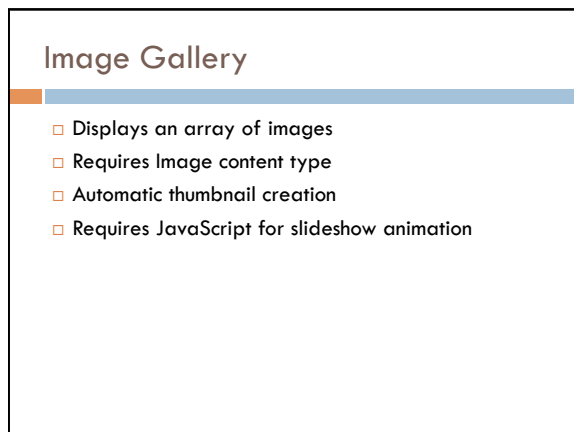 Image Gallery
Displays an array of images
Requires Image content type
Automatic thumbnail creation
Requires JavaScript for slideshow animation